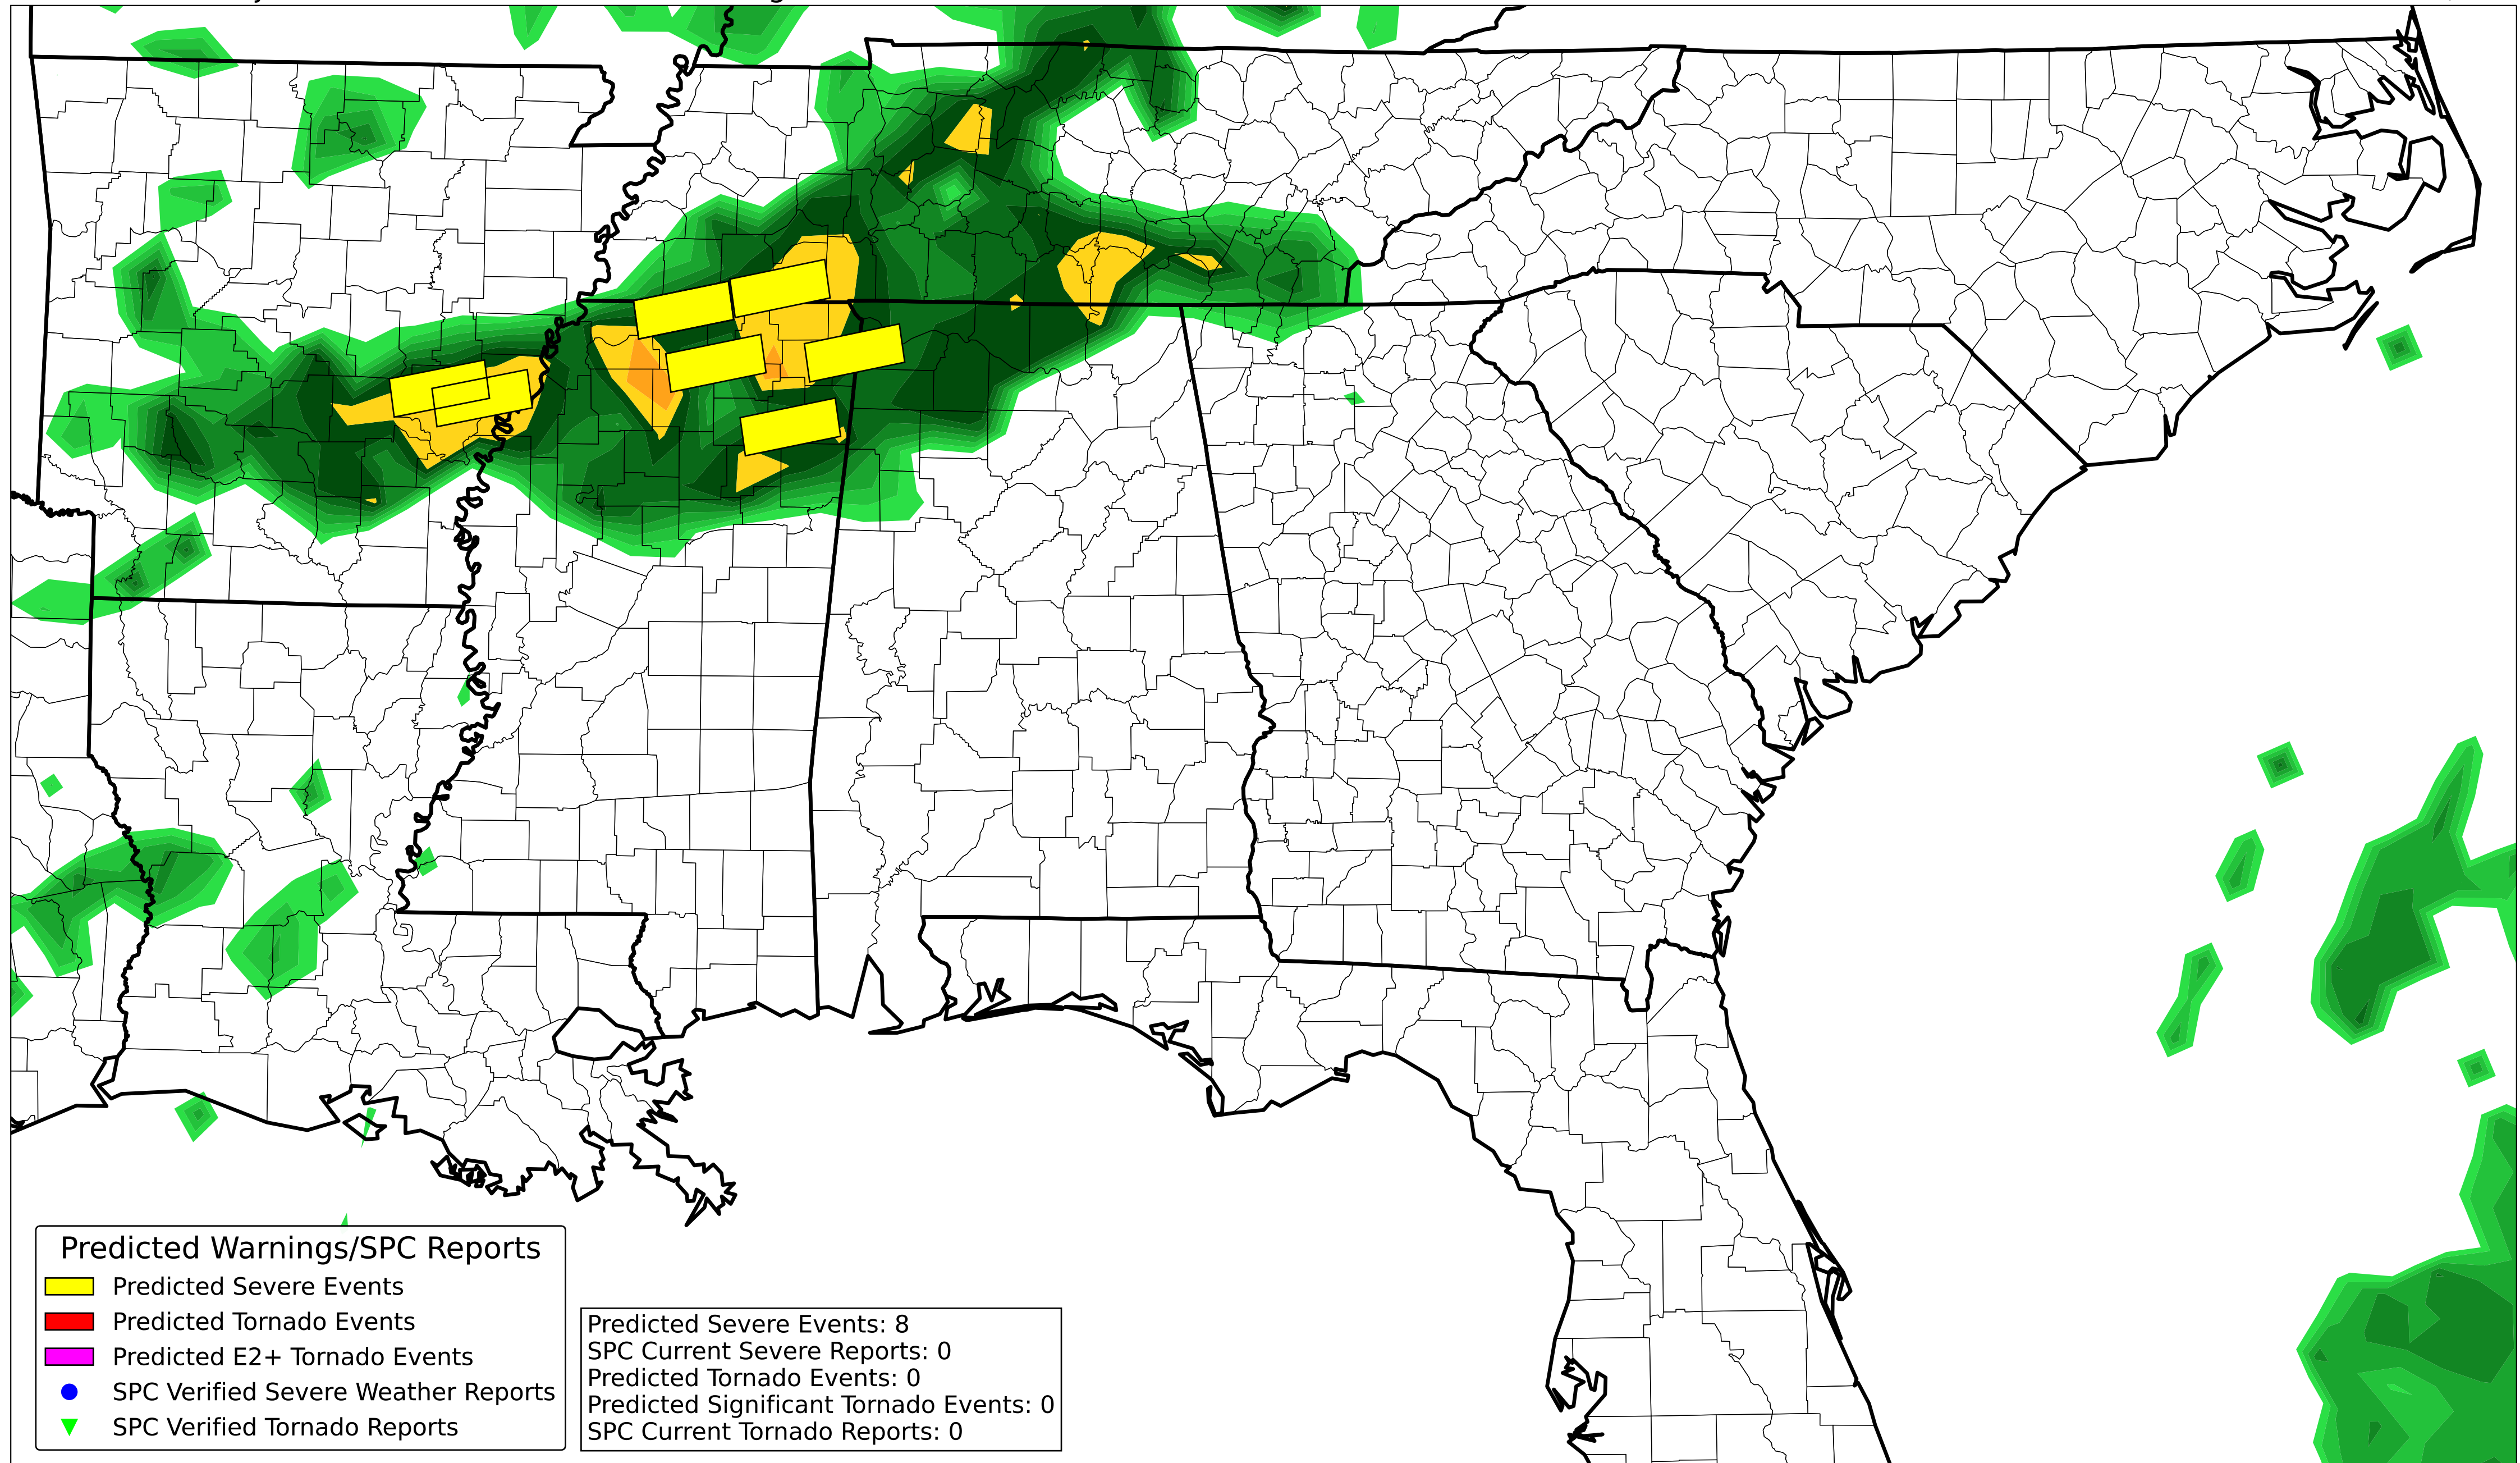 Predicted Warnings/SPC Reports
Predicted Severe Events
Predicted Tornado Events
Predicted E2+ Tornado Events
SPC Verified Severe Weather Reports
SPC Verified Tornado Reports
Predicted Severe Events: 8
SPC Current Severe Reports: 0
Predicted Tornado Events: 0
Predicted Significant Tornado Events: 0
SPC Current Tornado Reports: 0